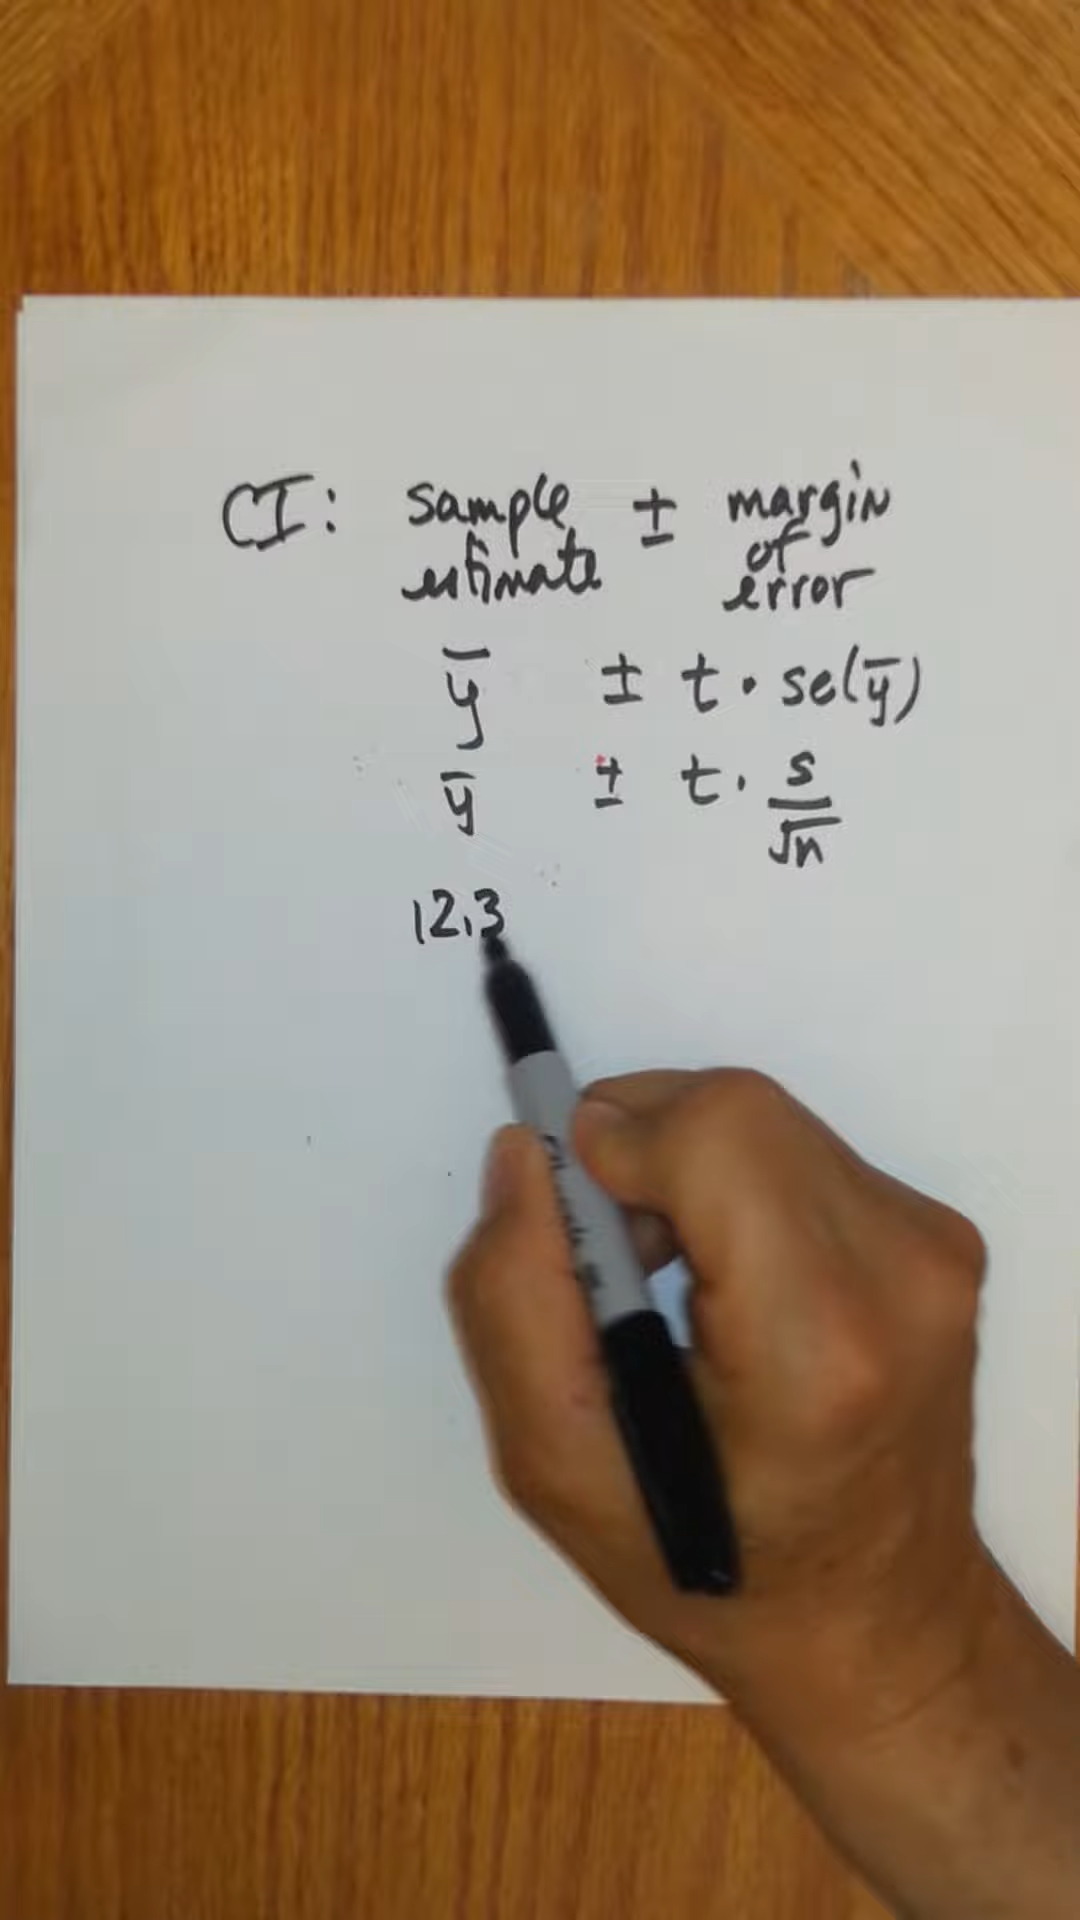 CI: sample estimate ± margin of error
ȳ ± t · se(ȳ)
ȳ ± t · s/√n
12.3